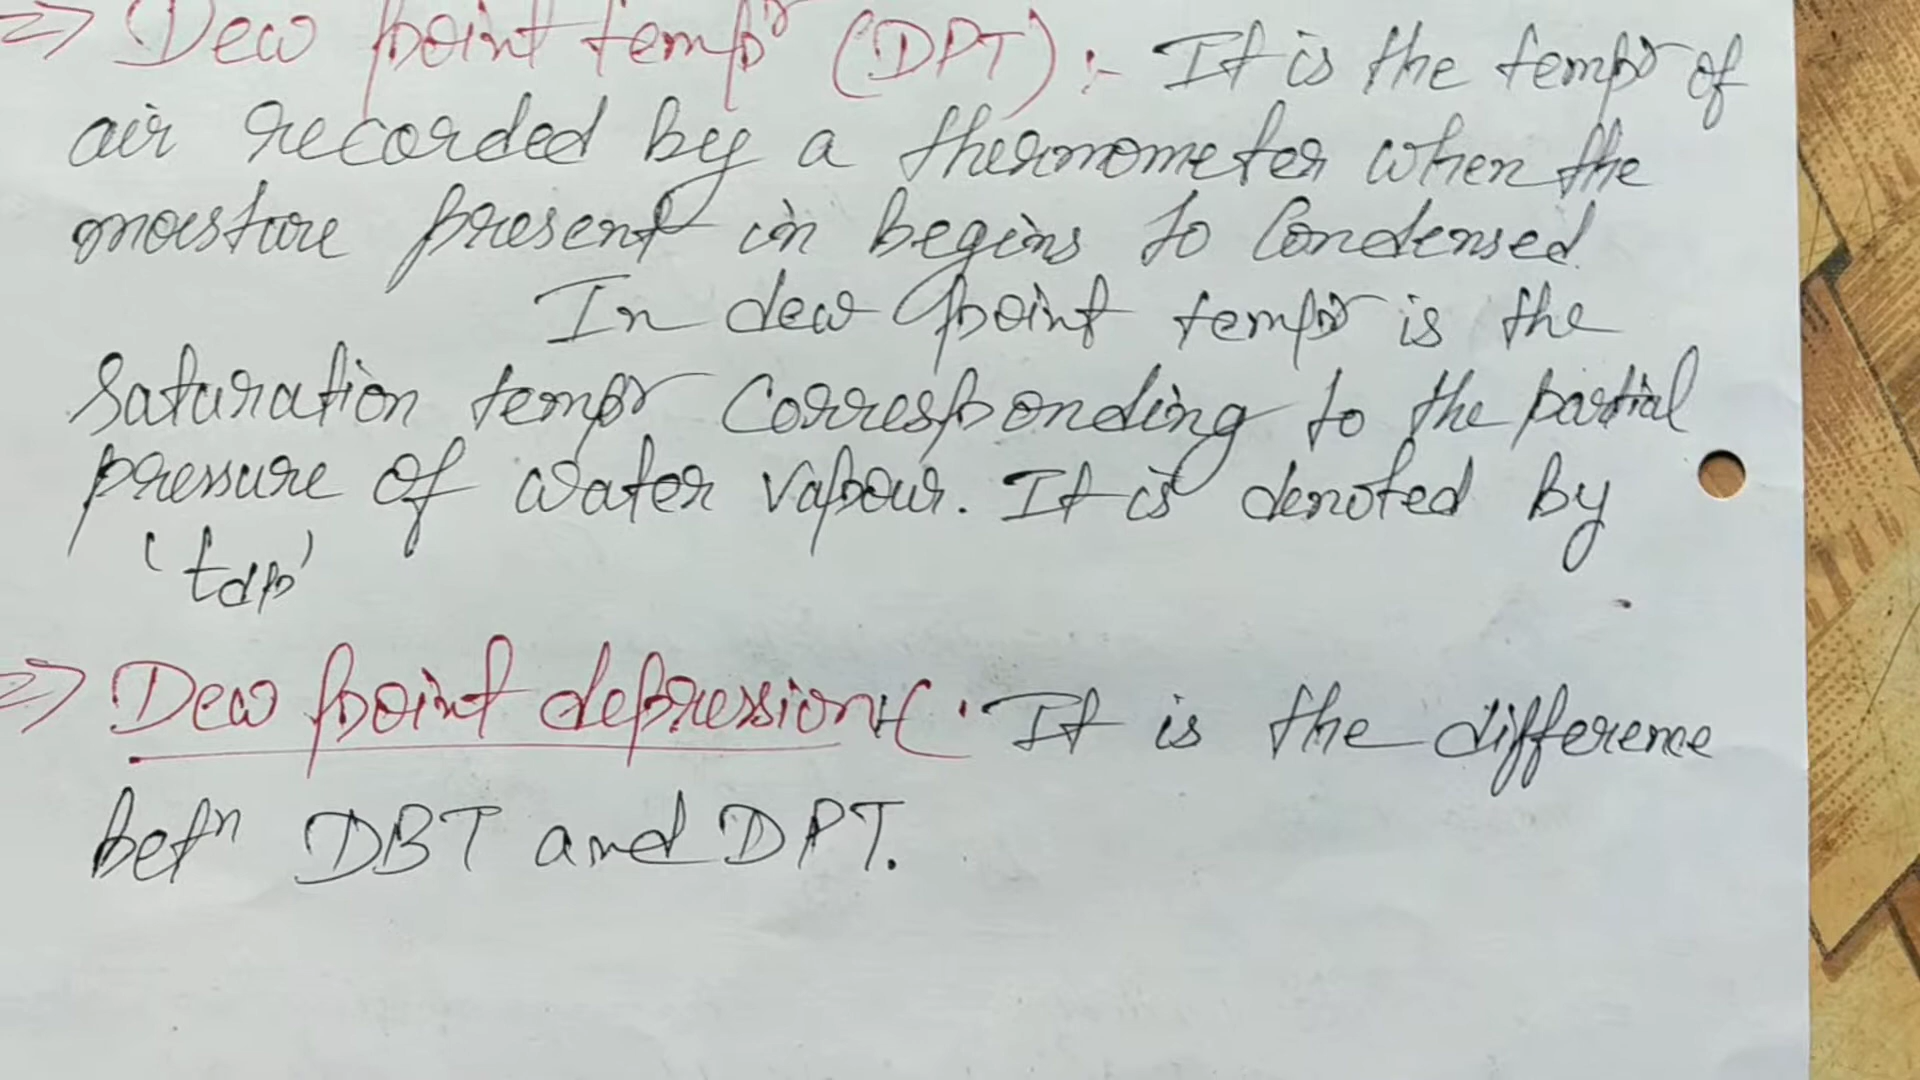 ⇒ Dew point tempr (DPT) :- It is the tempr of
air recorded by a thermometer when the
moisture present in begins to Condensed.
In dew point tempr is the
Saturation tempr Corresponding to the partial
pressure of water vapour. It is denoted by
'tdp'
⇒ Dew point depression :- It is the difference
betn DBT and DPT.